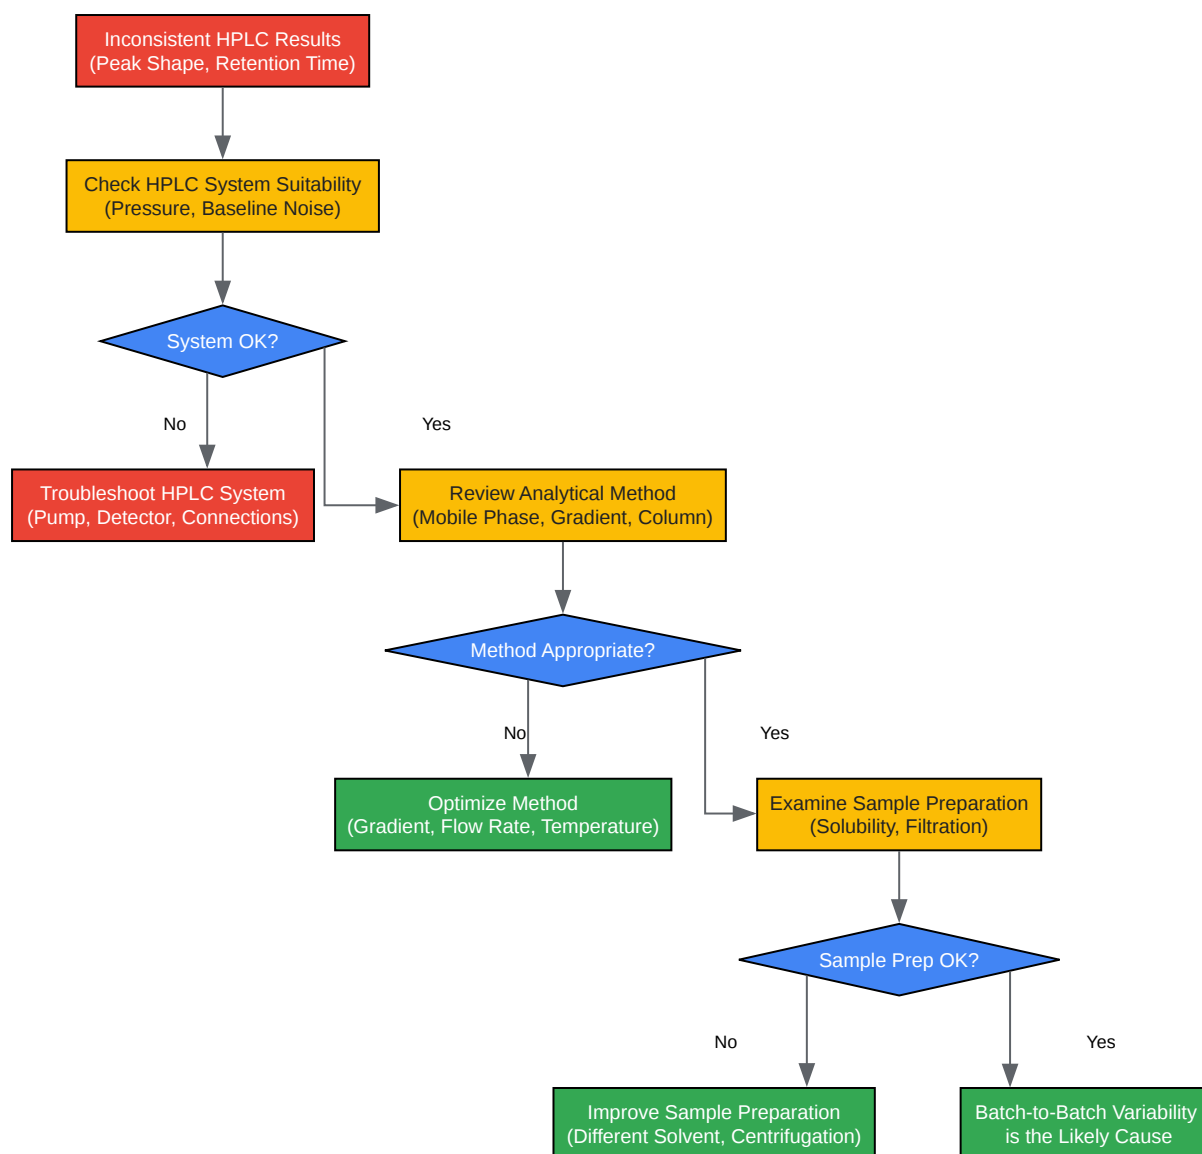 Inconsistent HPLC Results
(Peak Shape, Retention Time)
Check HPLC System Suitability
(Pressure, Baseline Noise)
System OK?
No
Yes
Troubleshoot HPLC System
(Pump, Detector, Connections)
Review Analytical Method
(Mobile Phase, Gradient, Column)
Method Appropriate?
No
Yes
Optimize Method
(Gradient, Flow Rate, Temperature)
Examine Sample Preparation
(Solubility, Filtration)
Sample Prep OK?
No
Yes
Improve Sample Preparation
(Different Solvent, Centrifugation)
Batch-to-Batch Variability
is the Likely Cause